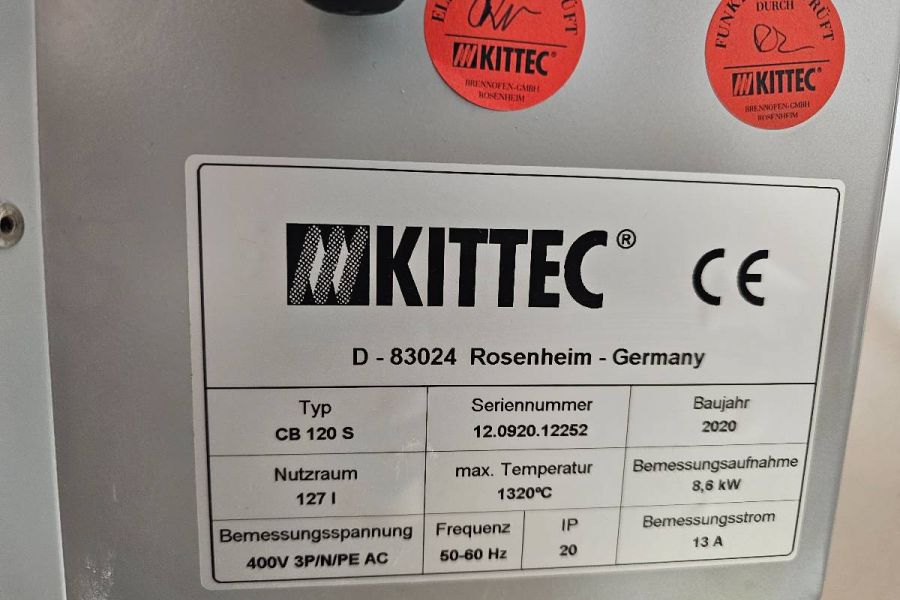 KITTEC®
BRENNOFEN-GMBH
ROSENHEIM
DURCH
KITTEC®
BRENNOFEN-GMBH
ROSENHEIM
KITTEC®
CE
D - 83024 Rosenheim - Germany
Typ
CB 120 S
Seriennummer
12.0920.12252
Baujahr
2020
Nutzraum
127 l
max. Temperatur
1320ºC
Bemessungsaufnahme
8,6 kW
Bemessungsspannung
400V 3P/N/PE AC
Frequenz
50-60 Hz
IP
20
Bemessungsstrom
13 A